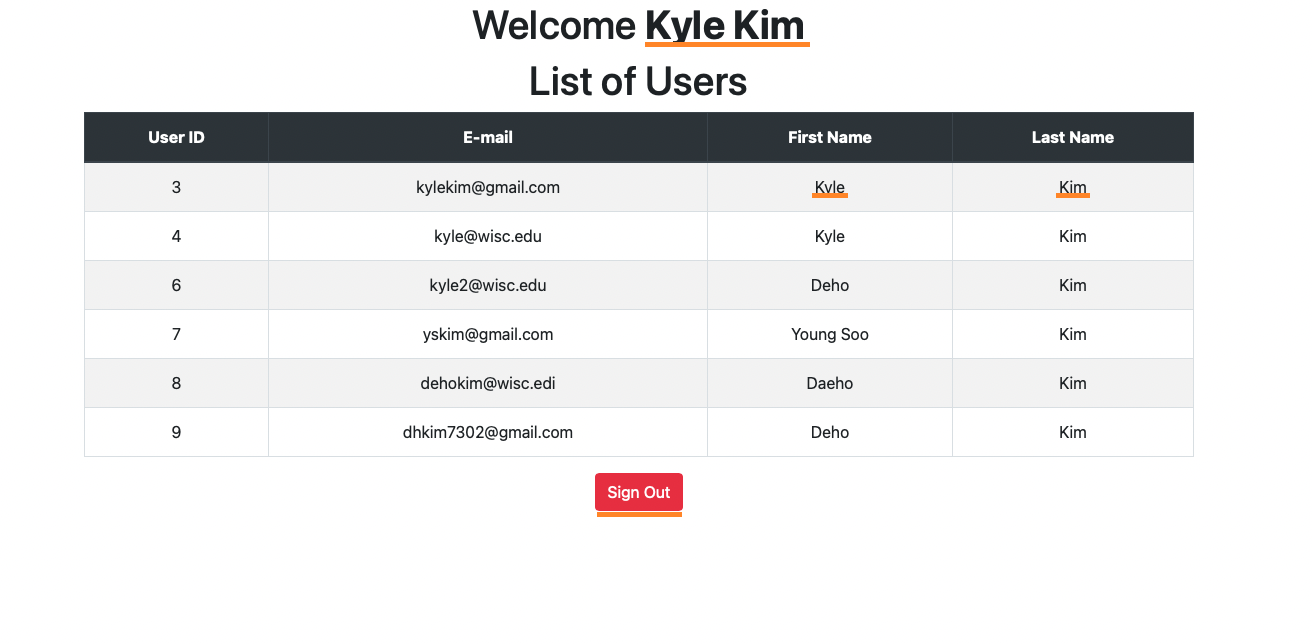 Welcome Kyle Kim
List of Users
User ID E-mail First Name Last Name
3 kylekim@gmail.com Kyle Kim
4 kyle@wisc.edu Kyle Kim
6 kyle2@wisc.edu Deho Kim
7 yskim@gmail.com Young Soo Kim
8 dehokim@wisc.edi Daeho Kim
9 dhkim7302@gmail.com Deho Kim
Sign Out